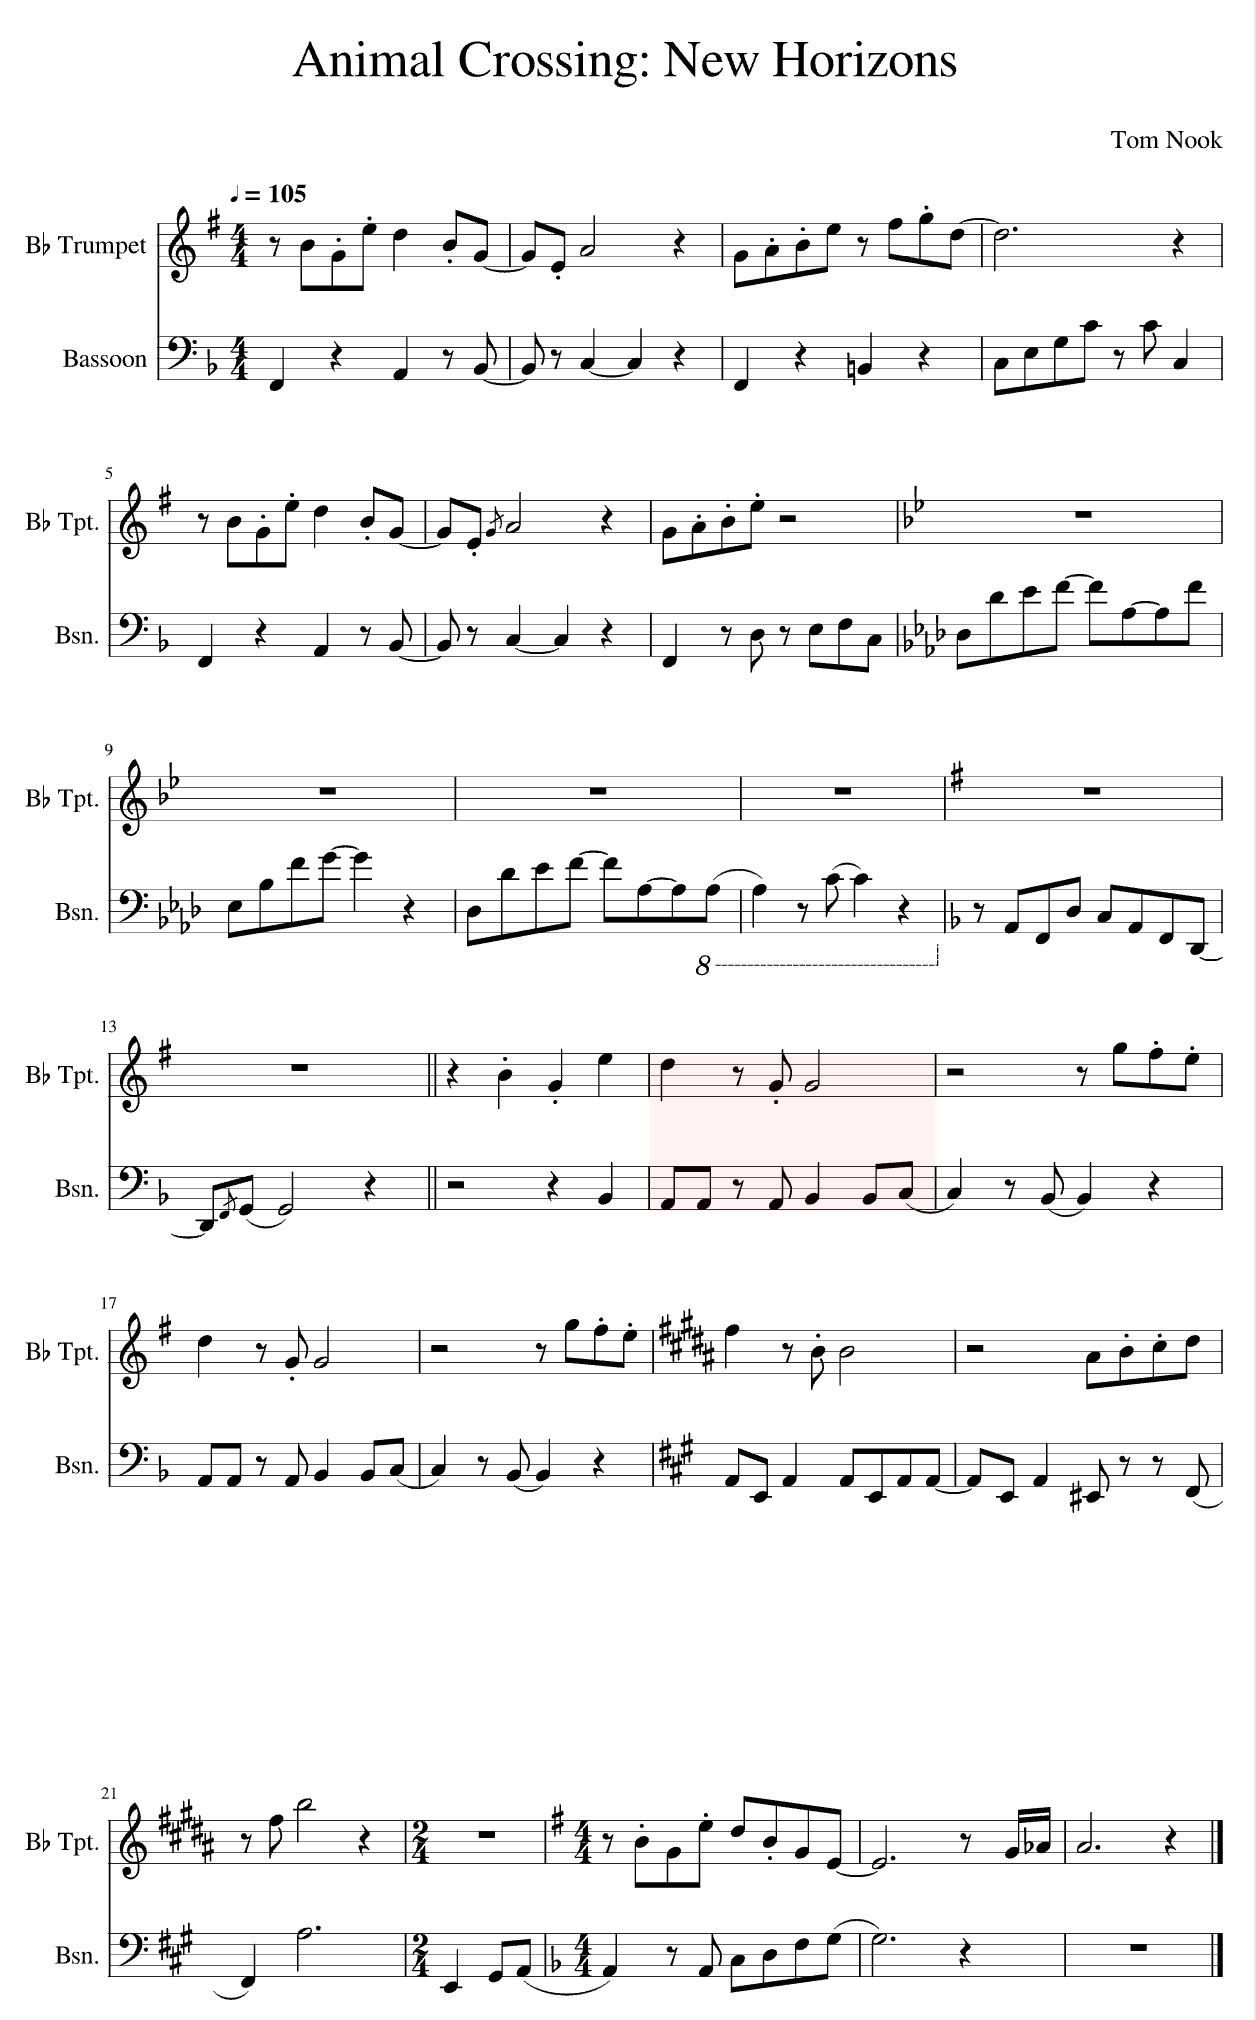 Animal Crossing: New Horizons
Tom Nook
♩ = 105
B♭ Trumpet
Bassoon
5
B♭ Tpt.
Bsn.
9
B♭ Tpt.
Bsn.
8
13
B♭ Tpt.
Bsn.
17
B♭ Tpt.
Bsn.
21
B♭ Tpt.
Bsn.